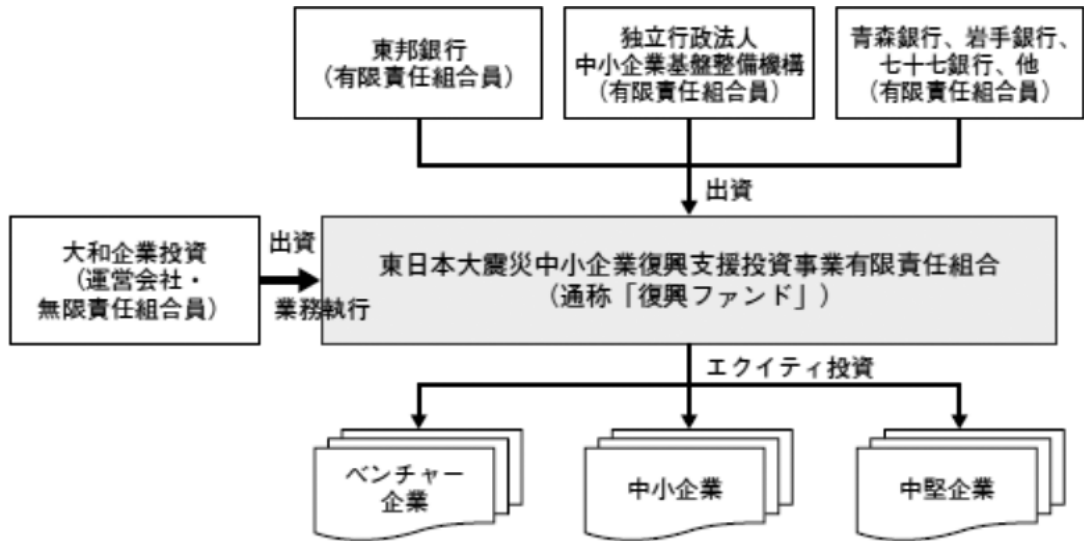 東邦銀行
（有限責任組合員）
独立行政法人
中小企業基盤整備機構
（有限責任組合員）
青森銀行、岩手銀行、
七十七銀行、他
（有限責任組合員）
出資
大和企業投資
（運営会社・
無限責任組合員）
出資
業務執行
東日本大震災中小企業復興支援投資事業有限責任組合
（通称「復興ファンド」）
エクイティ投資
ベンチャー
企業
中小企業
中堅企業